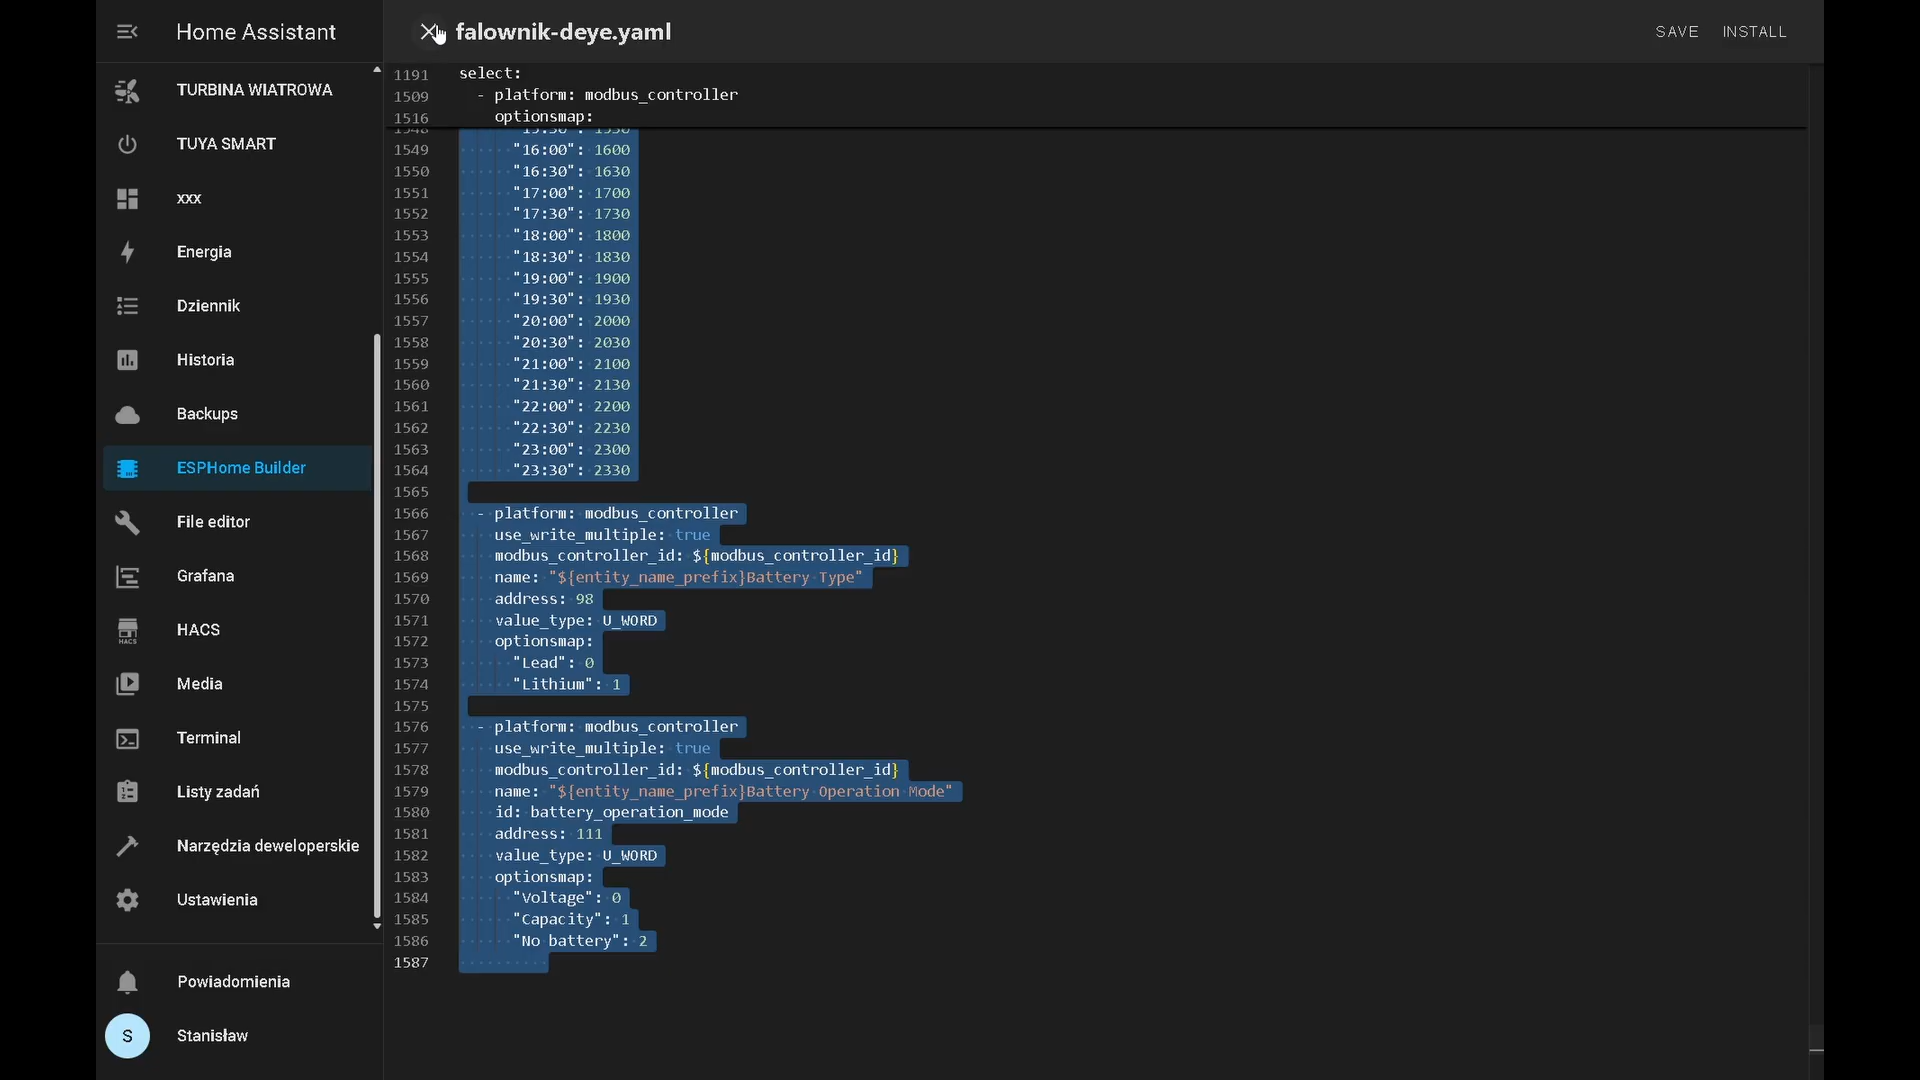 Home Assistant
falownik-deye.yaml
SAVE INSTALL
TURBINA WIATROWA
TUYA SMART
xxx
Energia
Dziennik
Historia
Backups
ESPHome Builder
File editor
Grafana
HACS
HACS
Media
Terminal
Listy zadań
Narzędzia deweloperskie
Ustawienia
Powiadomienia
S
Stanisław
1191 select:
1509 - platform: modbus_controller
1516 optionsmap:
1548 "15:30": 1530
1549 "16:00": 1600
1550 "16:30": 1630
1551 "17:00": 1700
1552 "17:30": 1730
1553 "18:00": 1800
1554 "18:30": 1830
1555 "19:00": 1900
1556 "19:30": 1930
1557 "20:00": 2000
1558 "20:30": 2030
1559 "21:00": 2100
1560 "21:30": 2130
1561 "22:00": 2200
1562 "22:30": 2230
1563 "23:00": 2300
1564 "23:30": 2330
1565
1566 - platform: modbus_controller
1567 use_write_multiple: true
1568 modbus_controller_id: ${modbus_controller_id}
1569 name: "${entity_name_prefix}Battery Type"
1570 address: 98
1571 value_type: U_WORD
1572 optionsmap:
1573 "Lead": 0
1574 "Lithium": 1
1575
1576 - platform: modbus_controller
1577 use_write_multiple: true
1578 modbus_controller_id: ${modbus_controller_id}
1579 name: "${entity_name_prefix}Battery Operation Mode"
1580 id: battery_operation_mode
1581 address: 111
1582 value_type: U_WORD
1583 optionsmap:
1584 "Voltage": 0
1585 "Capacity": 1
1586 "No battery": 2
1587